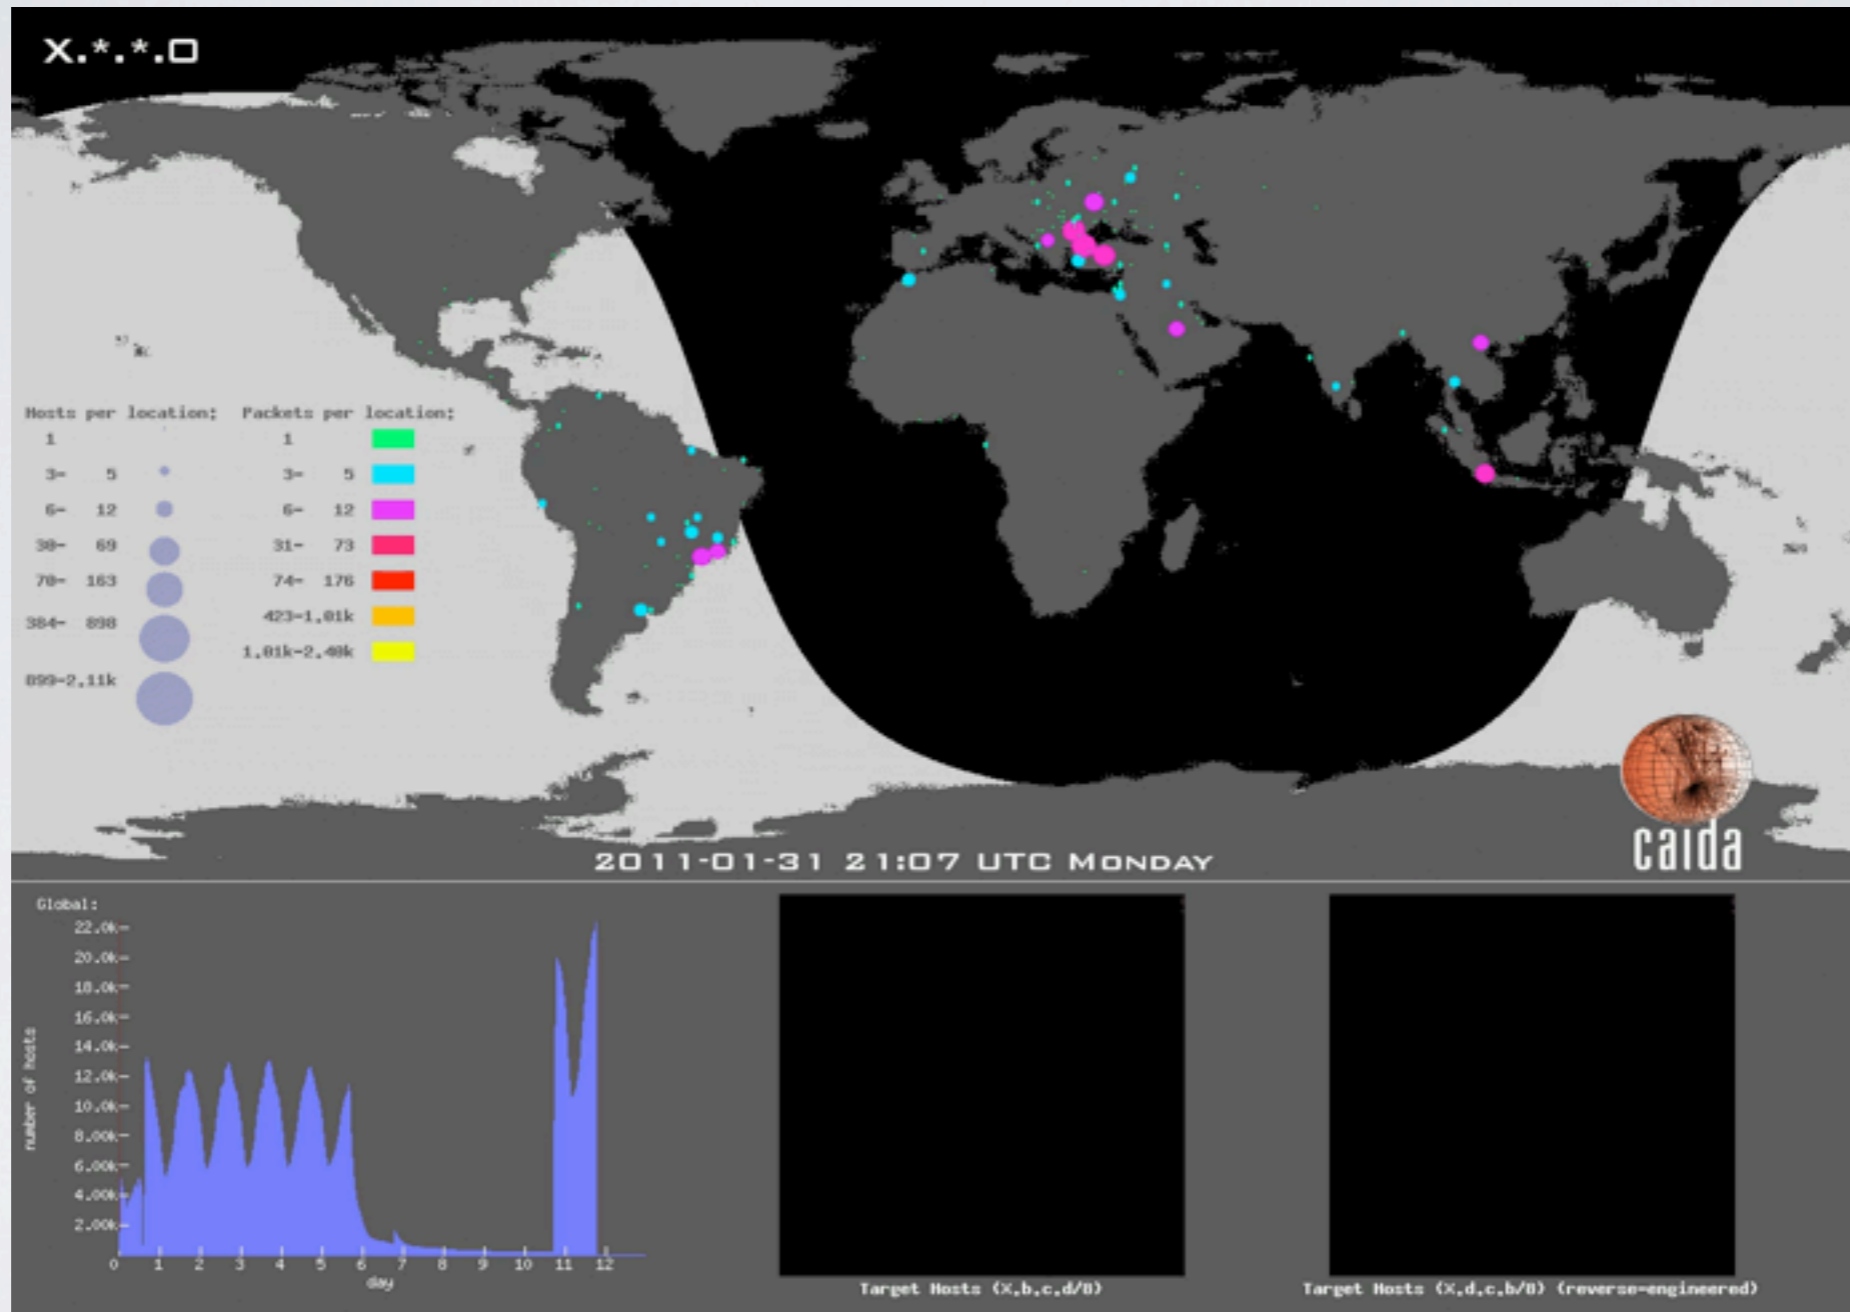 X.*.*.0
Hosts per location:
1
3- 5
6- 12
30- 69
70- 163
384- 898
899-2.11k
Packets per location:
1
3- 5
6- 12
31- 73
74- 176
423-1.01k
1.01k-2.40k
caida
2011-01-31 21:07 UTC MONDAY
Global:
22.0k
20.0k
18.0k
16.0k
14.0k
12.0k
10.0k
8.00k
6.00k
4.00k
2.00k
number of hosts
0 1 2 3 4 5 6 7 8 9 10 11 12
day
Target Hosts (X.b.c.d/8)
Target Hosts (X.d.c.b/8) (reverse-engineered)